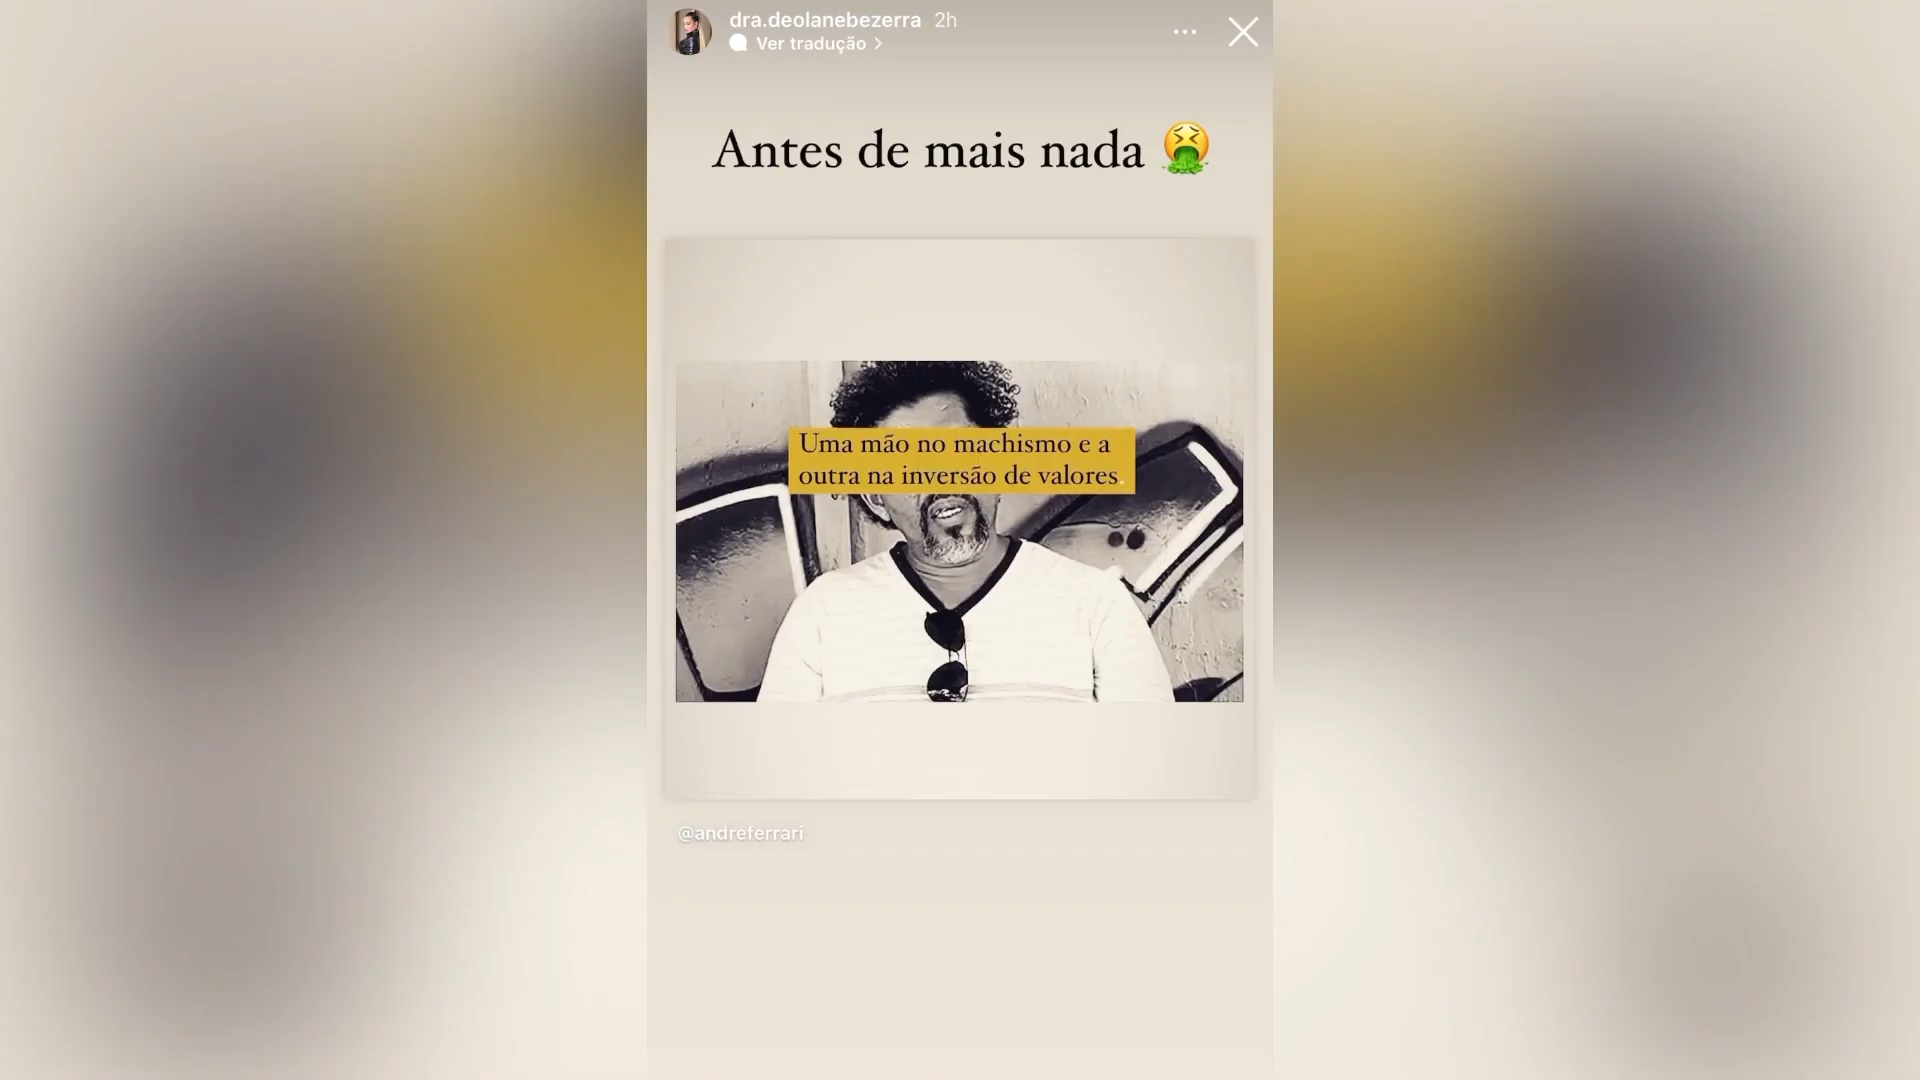 dra.deolanebezerra 2h
Ver tradução
Antes de mais nada 🤮
Uma mão no machismo e a
outra na inversão de valores.
@andreferrari